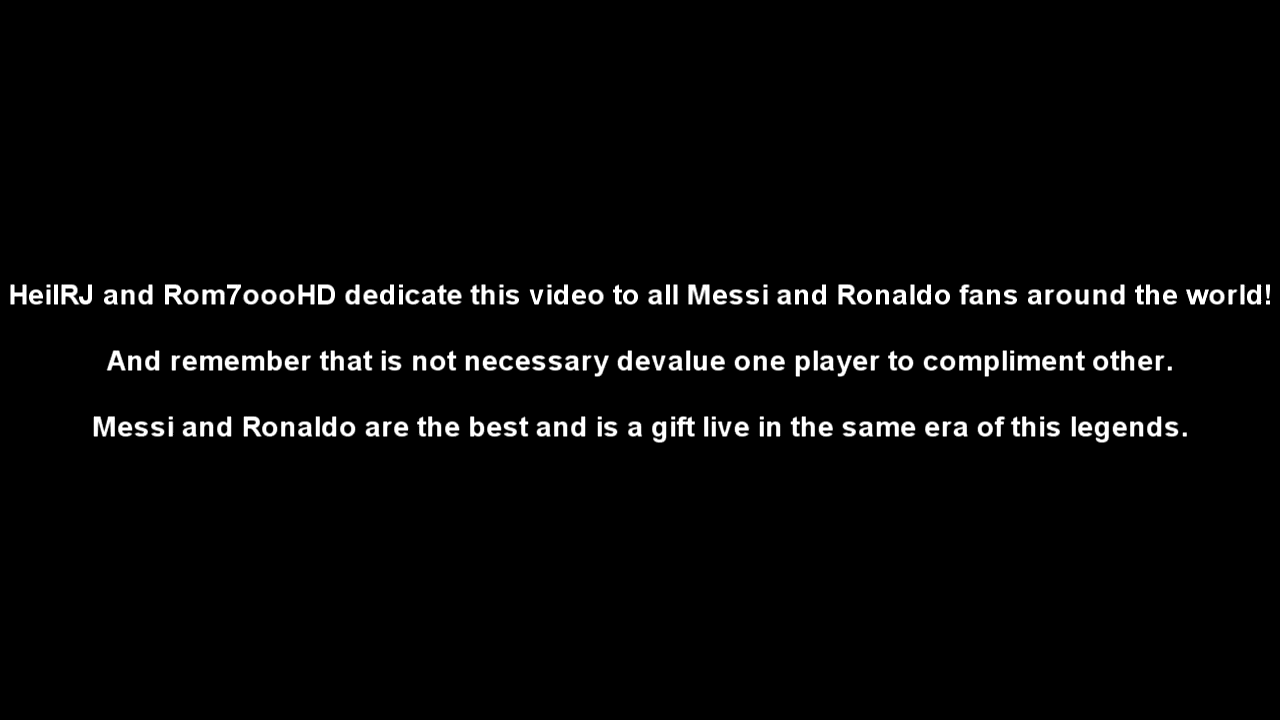 HeilRJ and Rom7oooHD dedicate this video to all Messi and Ronaldo fans around the world!
And remember that is not necessary devalue one player to compliment other.
Messi and Ronaldo are the best and is a gift live in the same era of this legends.